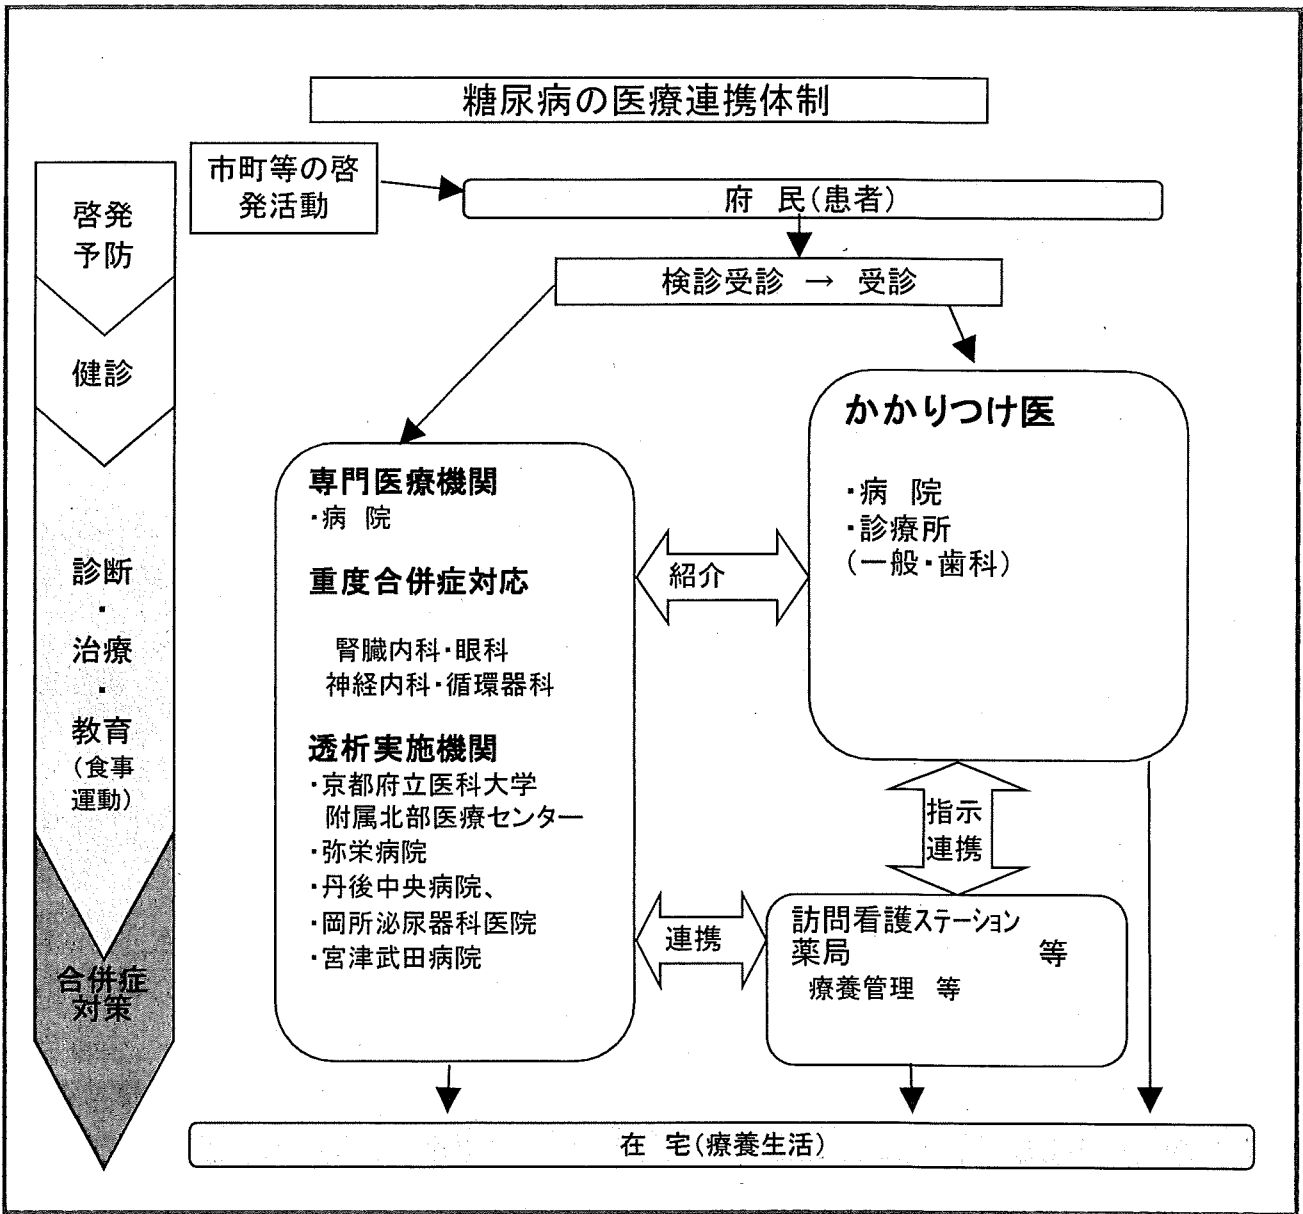 糖尿病の医療連携体制
市町等の啓
発活動
府 民(患者)
検診受診 → 受診
啓発
予防
健診
診断
・
治療
・
教育
(食事
運動)
合併症
対策
専門医療機関
・病 院
重度合併症対応
腎臓内科・眼科
神経内科・循環器科
透析実施機関
・京都府立医科大学
附属北部医療センター
・弥栄病院
・丹後中央病院、
・岡所泌尿器科医院
・宮津武田病院
紹介
かかりつけ医
・病 院
・診療所
(一般・歯科)
指示
連携
連携
訪問看護ステーション
薬局 等
療養管理 等
在 宅(療養生活)